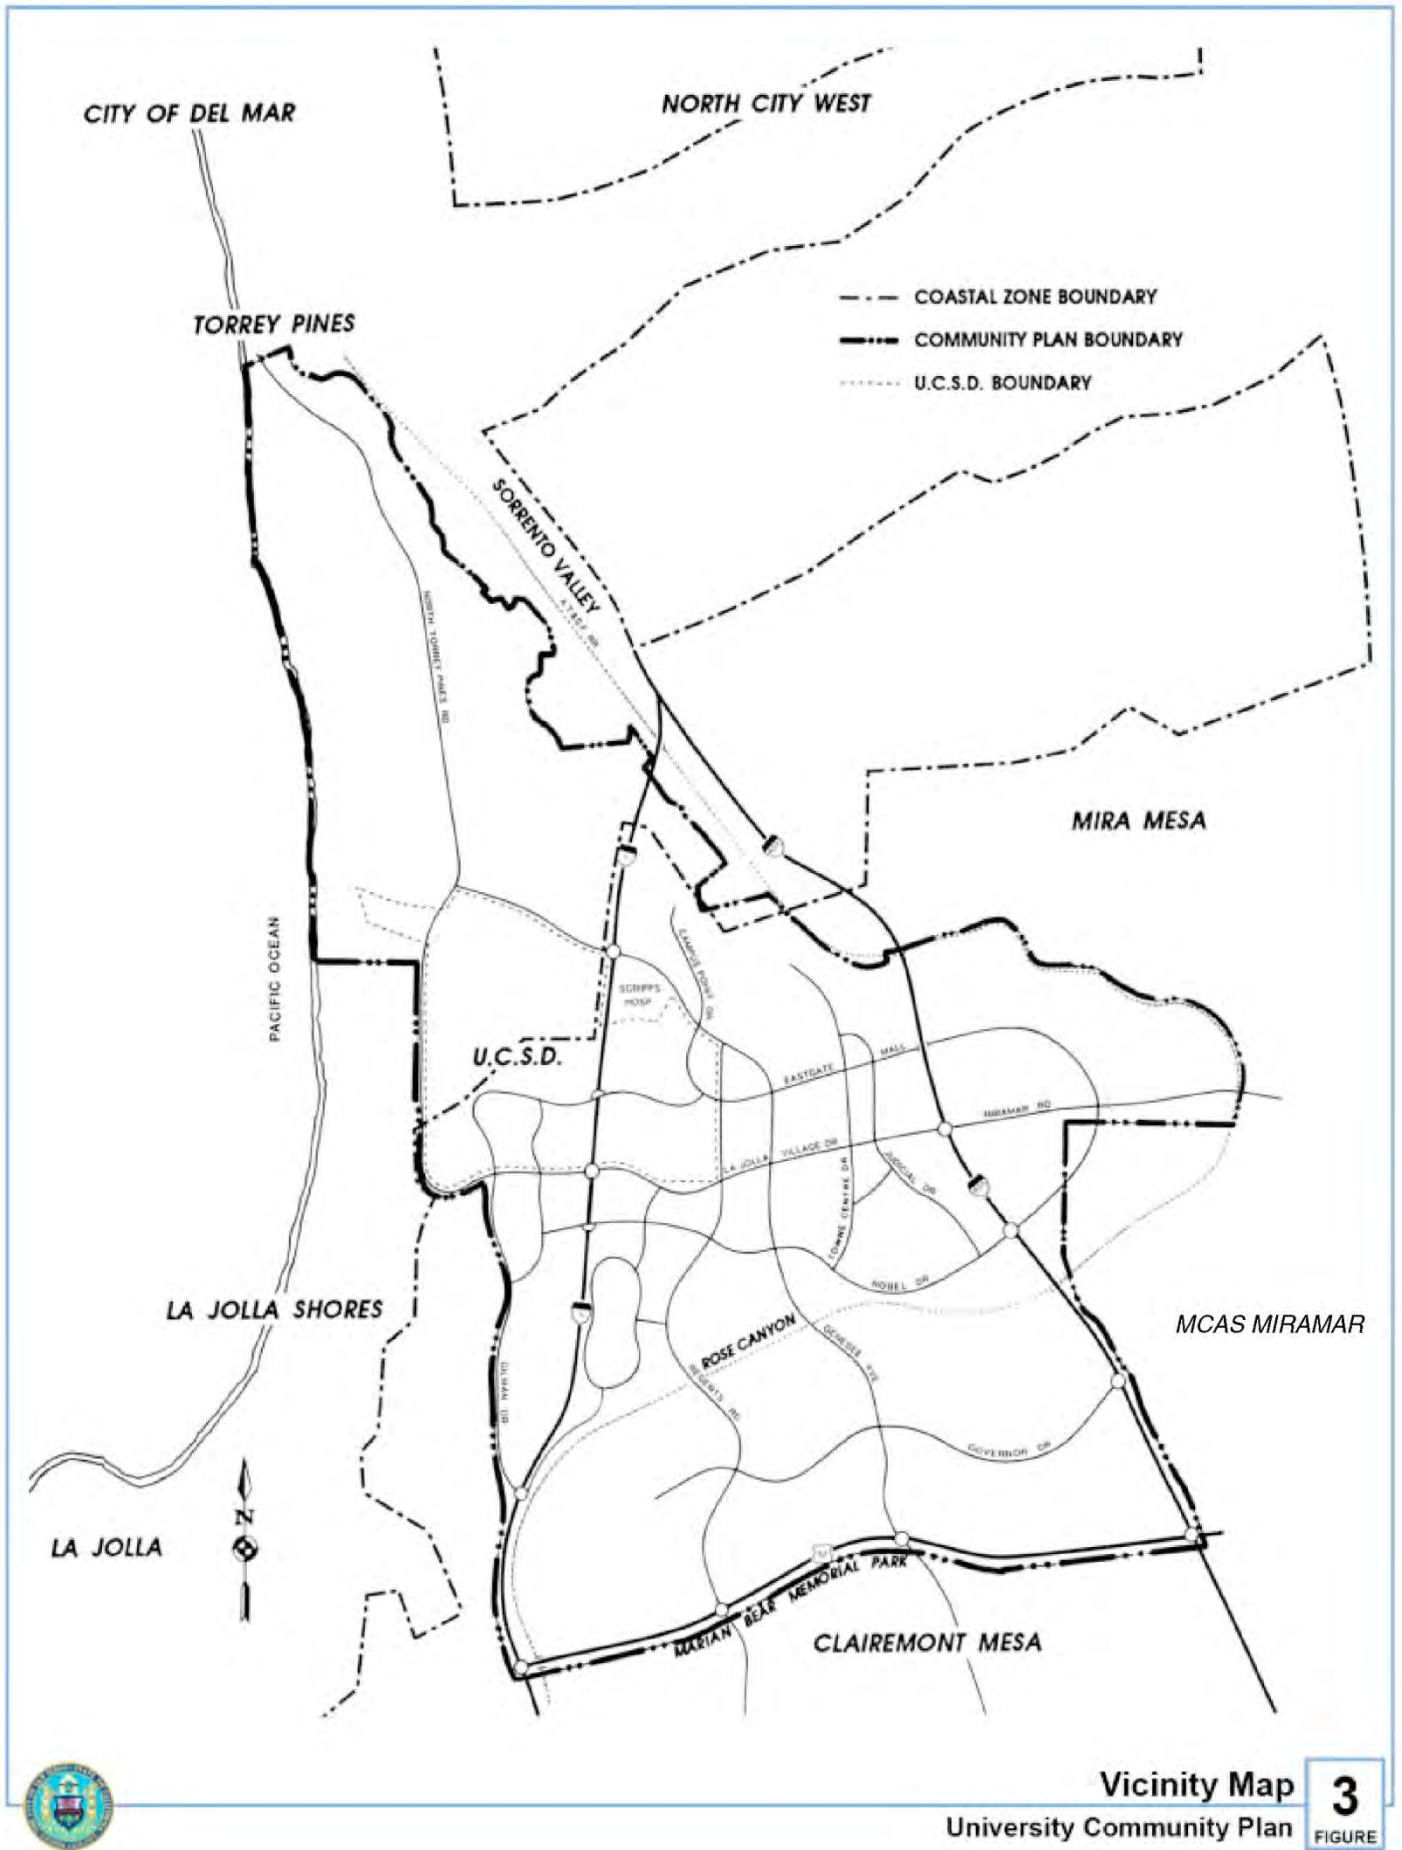 CITY OF DEL MAR
NORTH CITY WEST
COASTAL ZONE BOUNDARY
TORREY PINES
COMMUNITY PLAN BOUNDARY
U.C.S.D. BOUNDARY
SORRENTO VALLEY
A.T.&S.F. RR
NORTH TORREY PINES RD
MIRA MESA
PACIFIC OCEAN
CAMPUS POINT DR
SCRIPPS
HOSP
U.C.S.D.
EASTGATE MALL
MIRAMAR RD
LA JOLLA VILLAGE DR
JUDICIAL DR
TOWNE CENTRE DR
NOBEL DR
LA JOLLA SHORES
ROSE CANYON
GENESEE AVE
MCAS MIRAMAR
GILMAN DR
REGENTS RD
GOVERNOR DR
N
LA JOLLA
MARIAN BEAR MEMORIAL PARK
CLAIREMONT MESA
Vicinity Map
University Community Plan
3
FIGURE